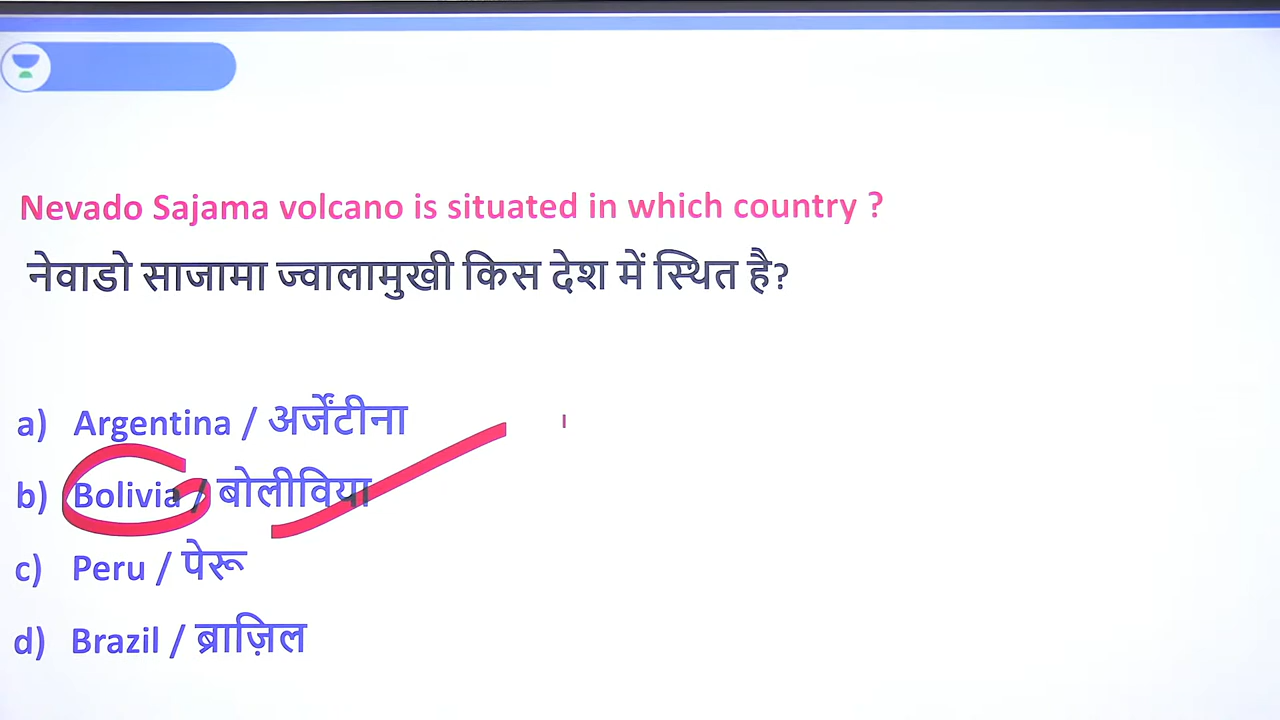 Nevado Sajama volcano is situated in which country ?
नेवाडो साजामा ज्वालामुखी किस देश में स्थित है?
a) Argentina / अर्जेंटीना
b) Bolivia / बोलीविया
c) Peru / पेरू
d) Brazil / ब्राज़िल